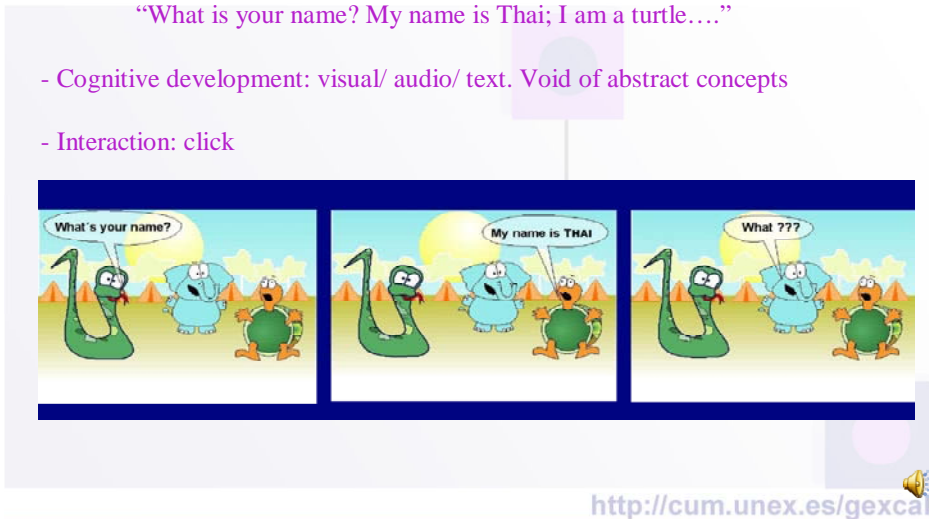 “What is your name? My name is Thai; I am a turtle….”
- Cognitive development: visual/ audio/ text. Void of abstract concepts
- Interaction: click
What´s your name?
My name is THAI
What ???
http://cum.unex.es/gexcal